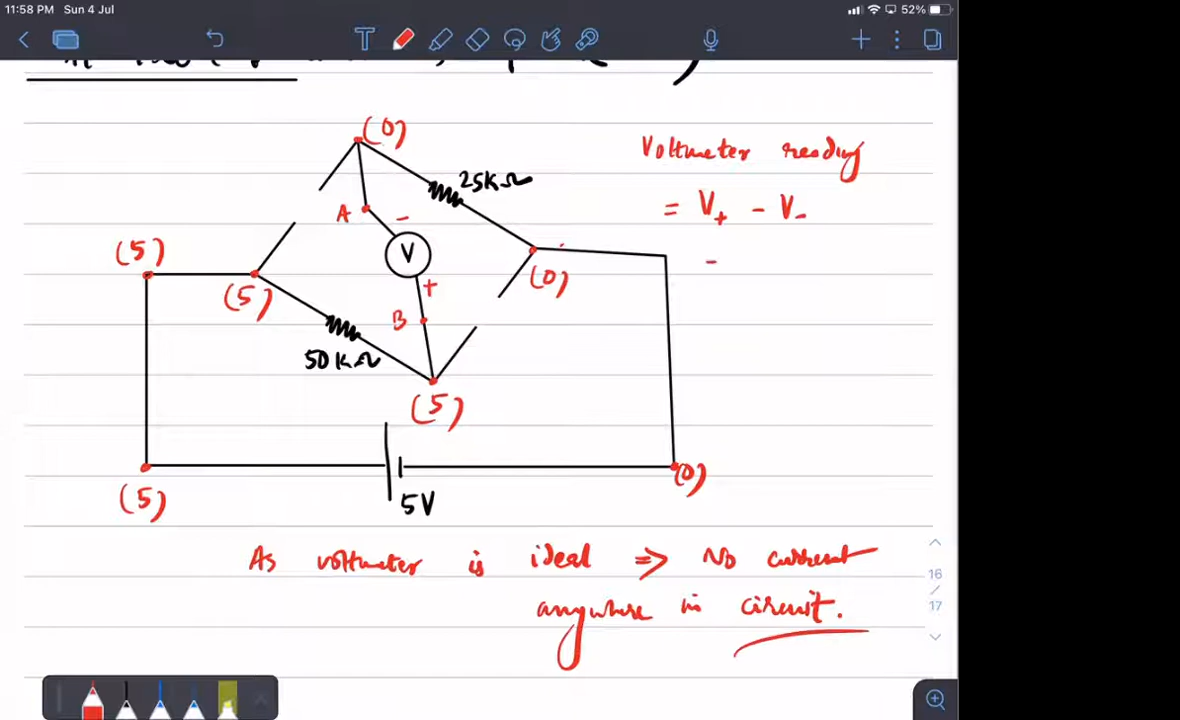 11:58 PM Sun 4 Jul
52%
T
(0)
25KΩ
Voltmeter reading
A
-
= V+ - V-
V
(5)
+
(5)
(0)
B
50KΩ
(5)
5V
(5)
(0)
As voltmeter is ideal => No current
anywhere in circuit.
16
/
17